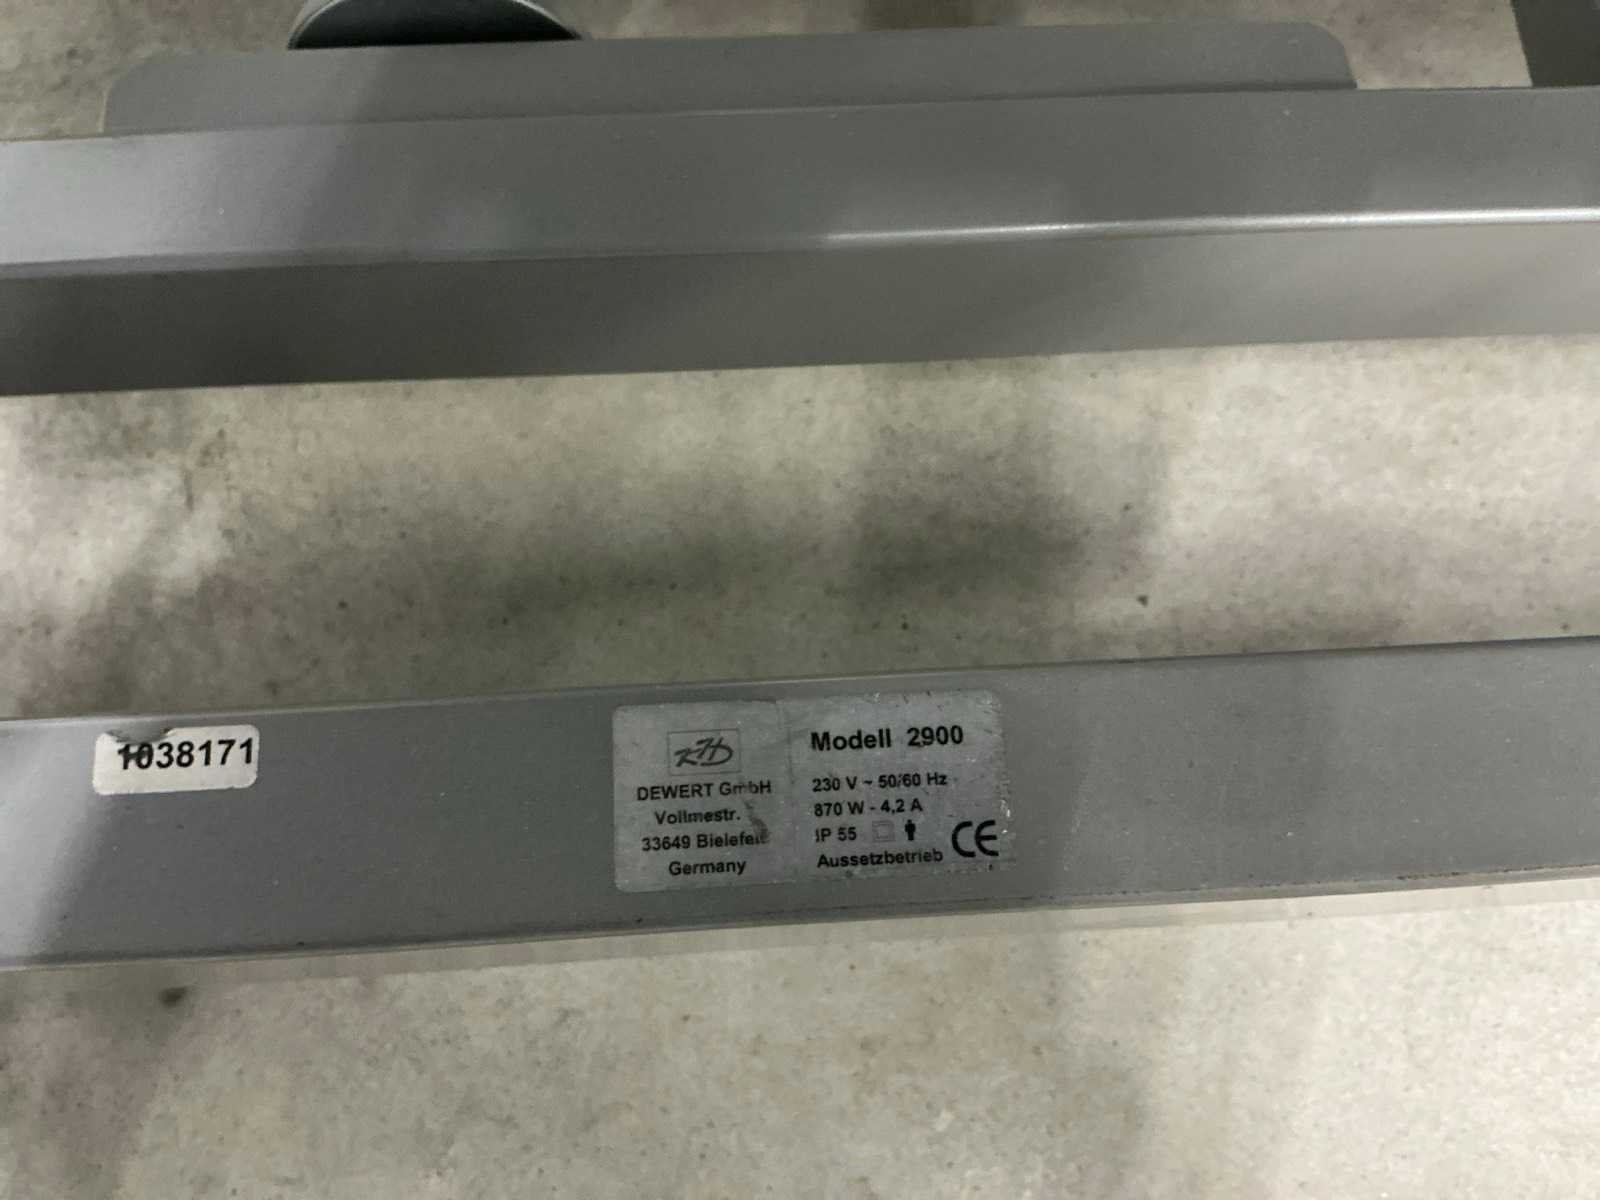 1038171
KHD
DEWERT GmbH
Vollmestr.
33649 Bielefeld
Germany
Modell 2900
230 V ~ 50/60 Hz
870 W - 4,2 A
IP 55
Aussetzbetrieb
CE